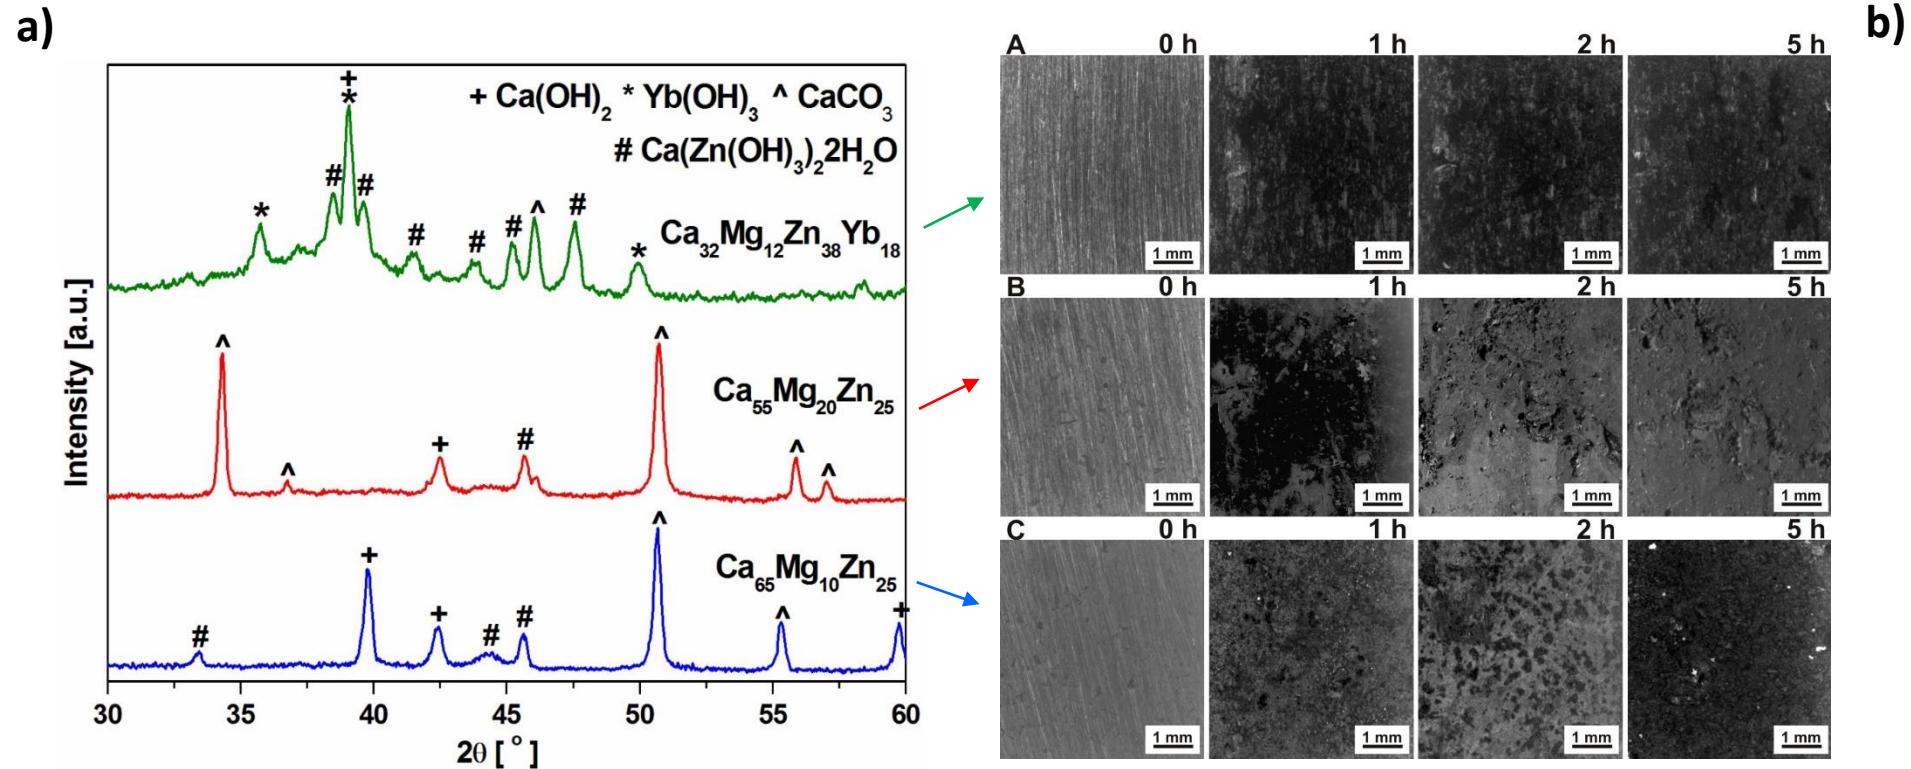 a)
+ Ca(OH)₂ * Yb(OH)₃ ^ CaCO₃
# Ca(Zn(OH)₃)₂2H₂O
+
*
*
#
#
#
#
#
^
#
*
Ca₃₂Mg₁₂Zn₃₈Yb₁₈
^
^
+
#
^
^
^
Ca₅₅Mg₂₀Zn₂₅
#
+
+
#
#
^
^
+
Ca₆₅Mg₁₀Zn₂₅
Intensity [a.u.]
30 35 40 45 50 55 60
2θ [ ° ]
b)
A 0 h 1 h 2 h 5 h
1 mm 1 mm 1 mm 1 mm
B 0 h 1 h 2 h 5 h
1 mm 1 mm 1 mm 1 mm
C 0 h 1 h 2 h 5 h
1 mm 1 mm 1 mm 1 mm